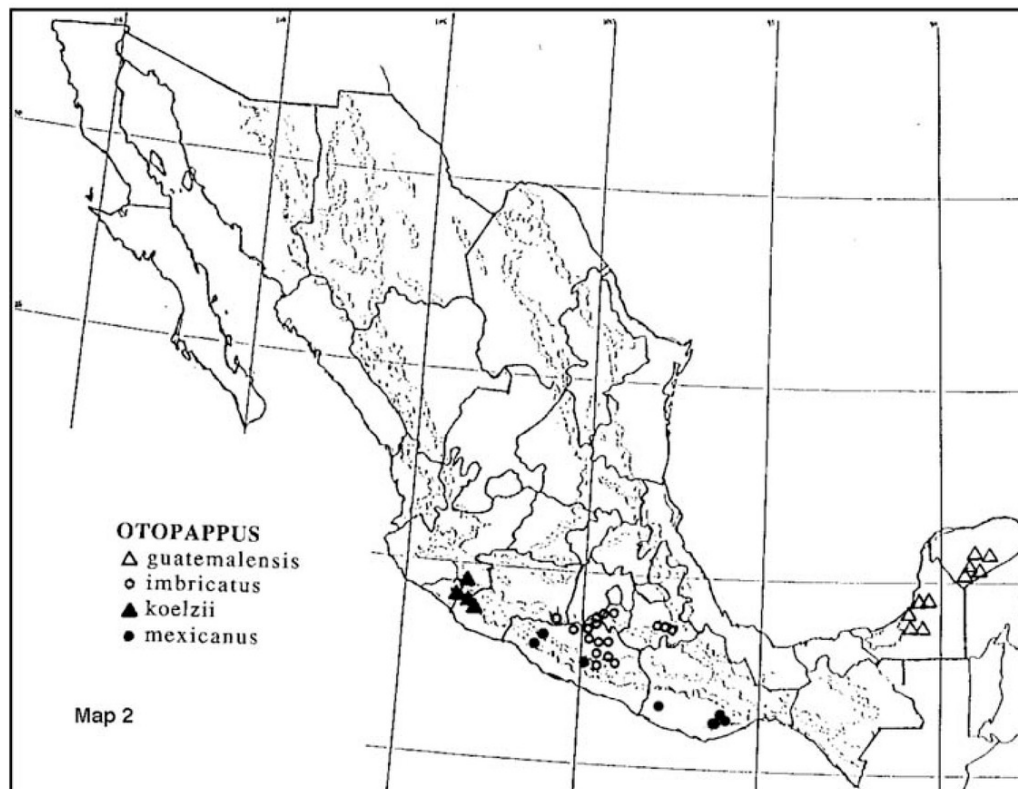 OTOPAPPUS
guatemalensis
imbricatus
koelzii
mexicanus
Map 2